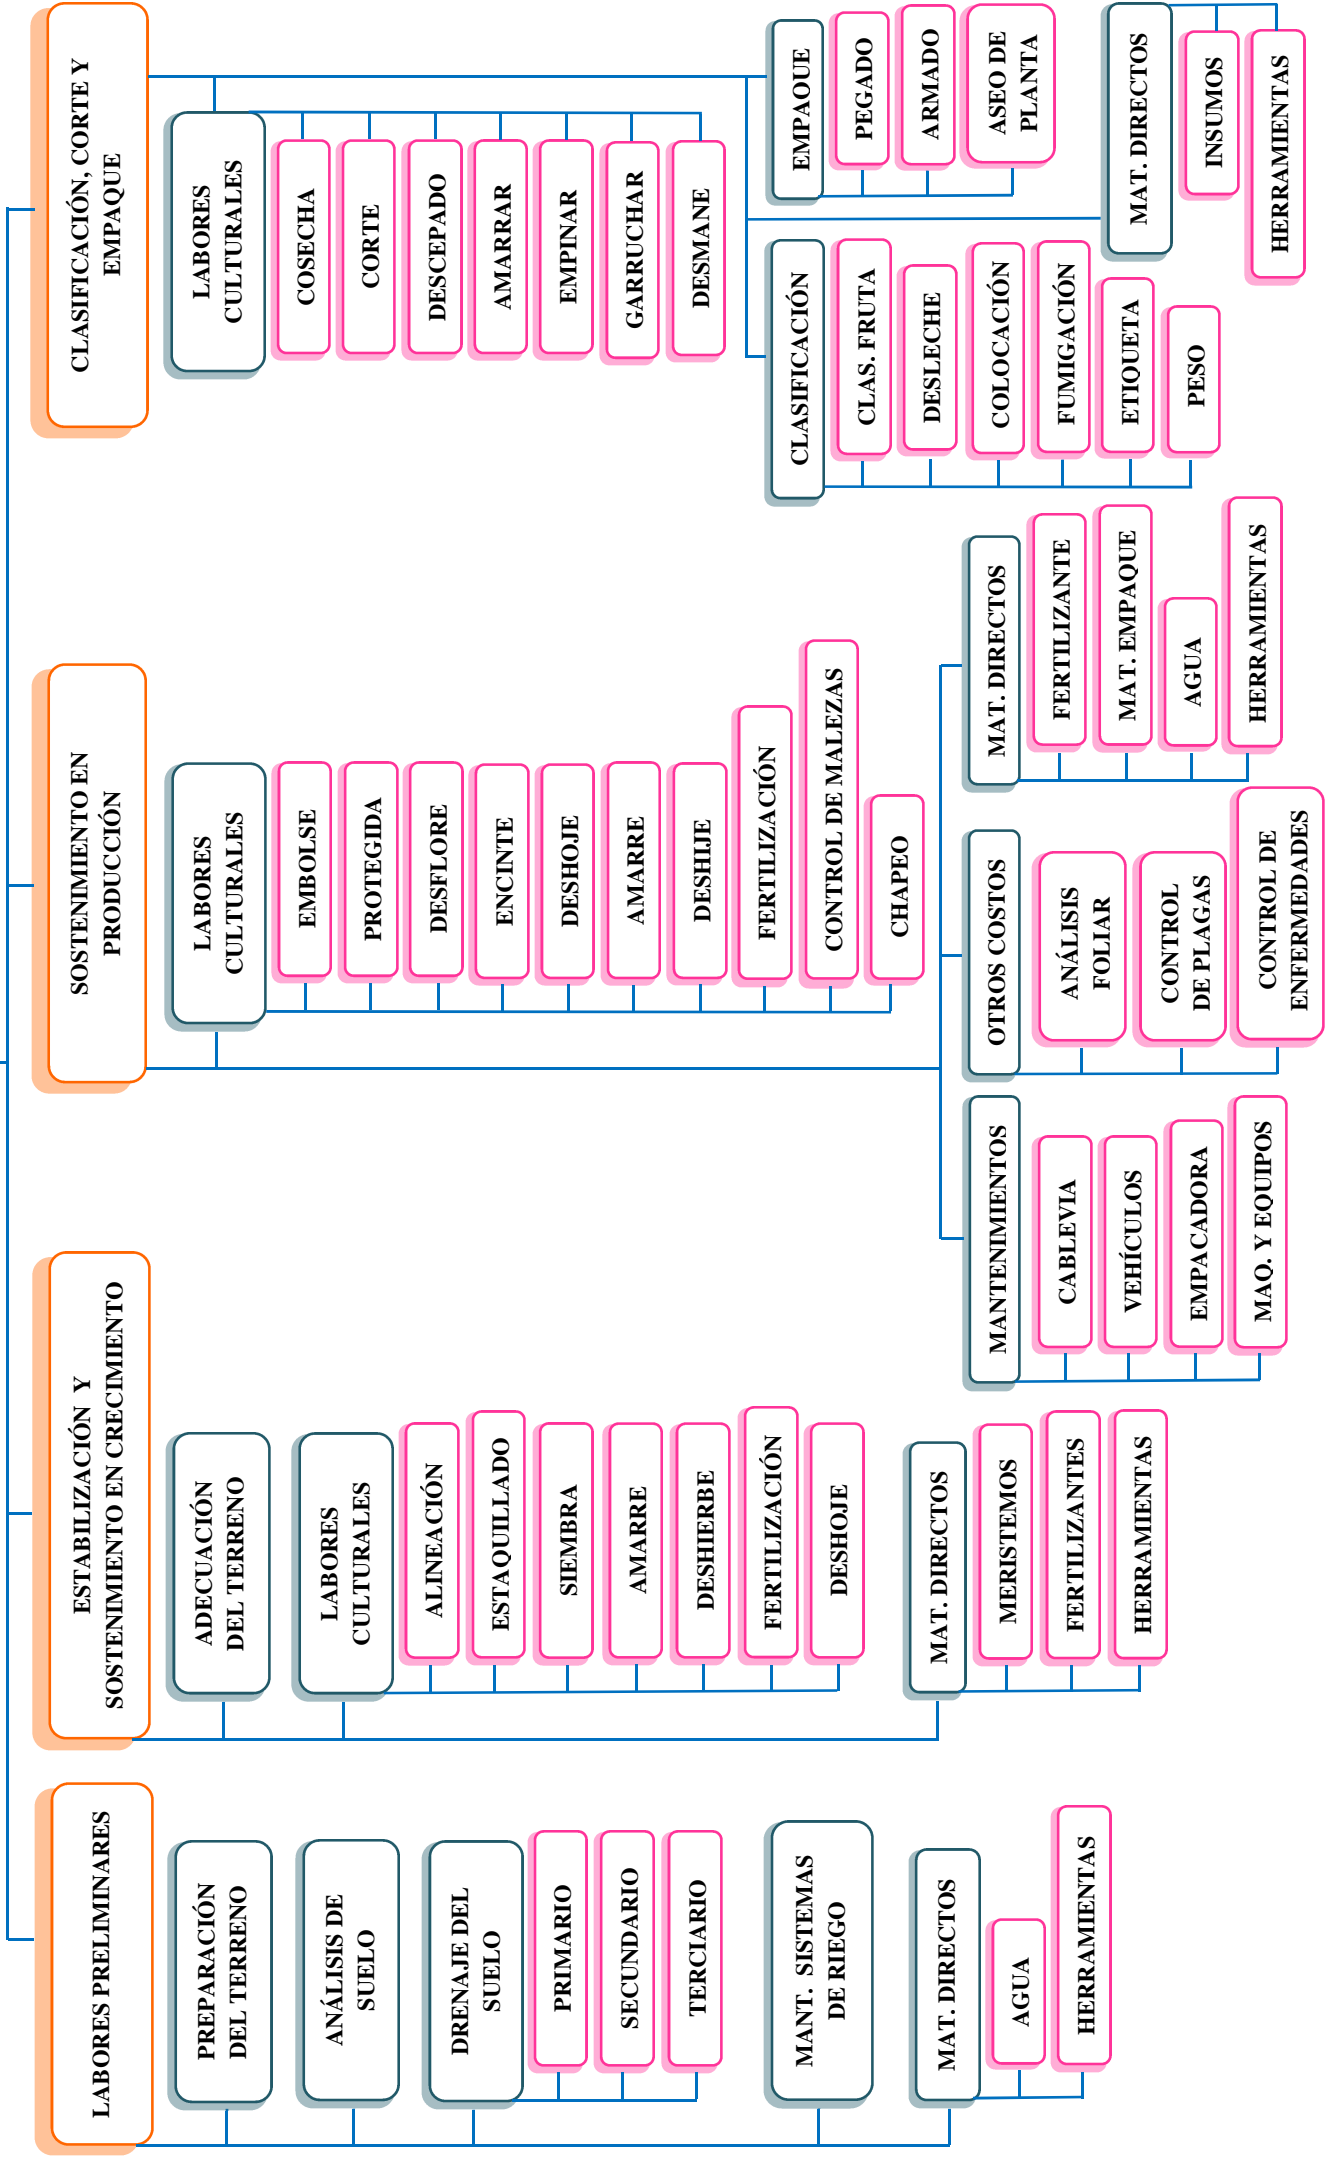 LABORES PRELIMINARES
PREPARACIÓN
DEL TERRENO
ANÁLISIS DE
SUELO
DRENAJE DEL
SUELO
PRIMARIO
SECUNDARIO
TERCIARIO
MANT. SISTEMAS
DE RIEGO
MAT. DIRECTOS
AGUA
HERRAMIENTAS
ESTABILIZACIÓN Y
SOSTENIMIENTO EN CRECIMIENTO
ADECUACIÓN
DEL TERRENO
LABORES
CULTURALES
ALINEACIÓN
ESTAQUILLADO
SIEMBRA
AMARRE
DESHIERBE
FERTILIZACIÓN
DESHOJE
MAT. DIRECTOS
MERISTEMOS
FERTILIZANTES
HERRAMIENTAS
SOSTENIMIENTO EN
PRODUCCIÓN
LABORES
CULTURALES
EMBOLSE
PROTEGIDA
DESFLORE
ENCINTE
DESHOJE
AMARRE
DESHIJE
FERTILIZACIÓN
CONTROL DE MALEZAS
CHAPEO
MANTENIMIENTOS
CABLEVIA
VEHÍCULOS
EMPACADORA
MAQ. Y EQUIPOS
OTROS COSTOS
ANÁLISIS
FOLIAR
CONTROL
DE PLAGAS
CONTROL DE
ENFERMEDADES
MAT. DIRECTOS
FERTILIZANTE
MAT. EMPAQUE
AGUA
HERRAMIENTAS
CLASIFICACIÓN, CORTE Y
EMPAQUE
LABORES
CULTURALES
COSECHA
CORTE
DESCEPADO
AMARRAR
EMPINAR
GARRUCHAR
DESMANE
CLASIFICACIÓN
CLAS. FRUTA
DESLECHE
COLOCACIÓN
FUMIGACIÓN
ETIQUETA
PESO
EMPAQUE
PEGADO
ARMADO
ASEO DE
PLANTA
MAT. DIRECTOS
INSUMOS
HERRAMIENTAS